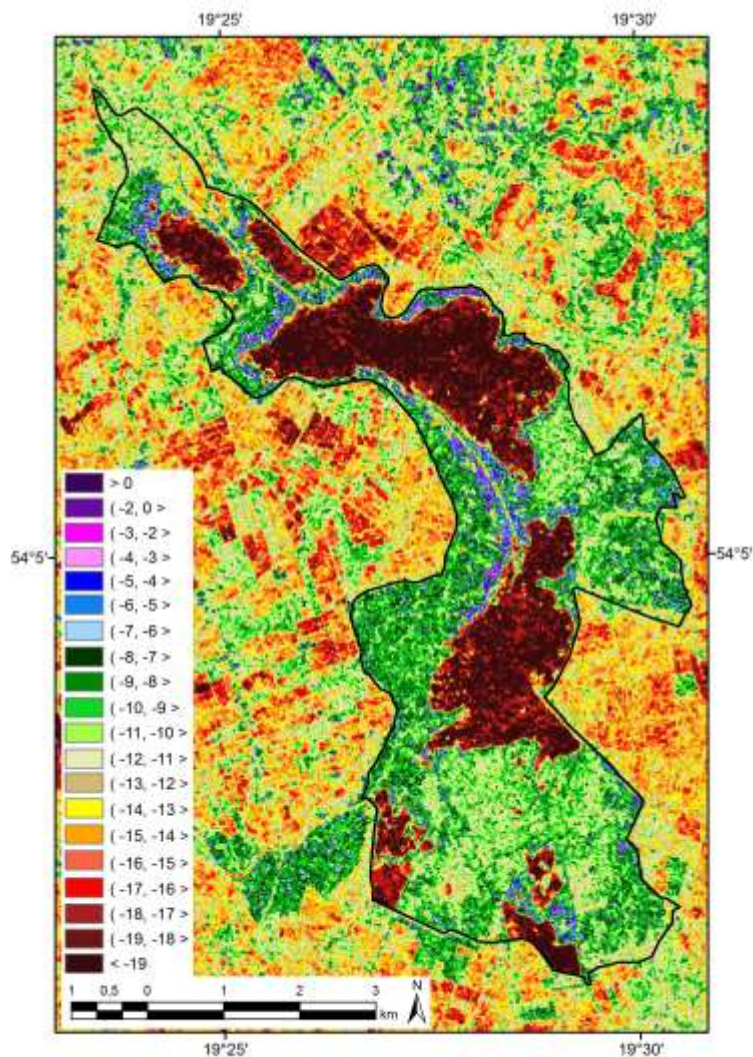 19°25' 19°30'
54°5' 54°5'
> 0
( -2, 0 >
( -3, -2 >
( -4, -3 >
( -5, -4 >
( -6, -5 >
( -7, -6 >
( -8, -7 >
( -9, -8 >
( -10, -9 >
( -11, -10 >
( -12, -11 >
( -13, -12 >
( -14, -13 >
( -15, -14 >
( -16, -15 >
( -17, -16 >
( -18, -17 >
( -19, -18 >
< -19
1 0.5 0 1 2 3
km
N
19°25' 19°30'